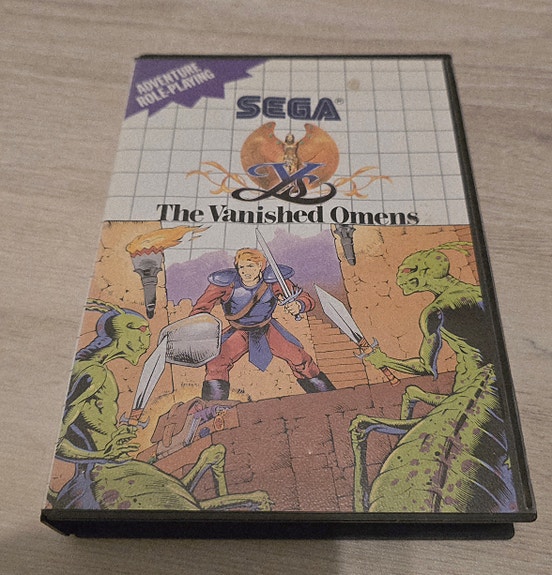 ADVENTURE
ROLE-PLAYING
SEGA®
Ys
The Vanished Omens